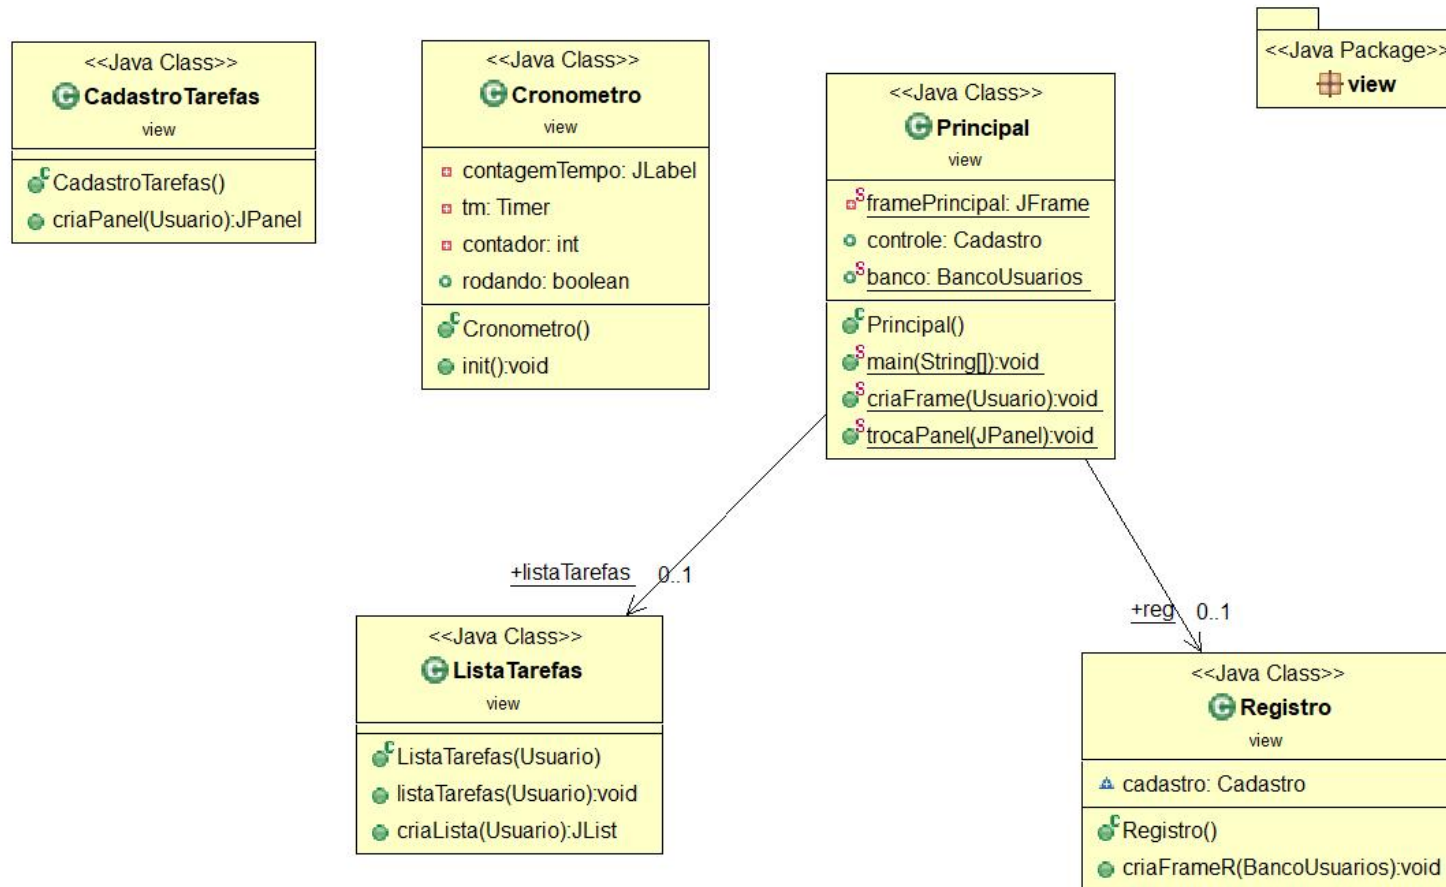 <<Java Class>>
CadastroTarefas
view
CadastroTarefas()
criaPanel(Usuario):JPanel
<<Java Class>>
Cronometro
view
contagemTempo: JLabel
tm: Timer
contador: int
rodando: boolean
Cronometro()
init():void
<<Java Class>>
Principal
view
framePrincipal: JFrame
controle: Cadastro
banco: BancoUsuarios
Principal()
main(String[]):void
criaFrame(Usuario):void
trocaPanel(JPanel):void
<<Java Package>>
view
+listaTarefas 0..1
+reg 0..1
<<Java Class>>
ListaTarefas
view
ListaTarefas(Usuario)
listaTarefas(Usuario):void
criaLista(Usuario):JList
<<Java Class>>
Registro
view
cadastro: Cadastro
Registro()
criaFrameR(BancoUsuarios):void